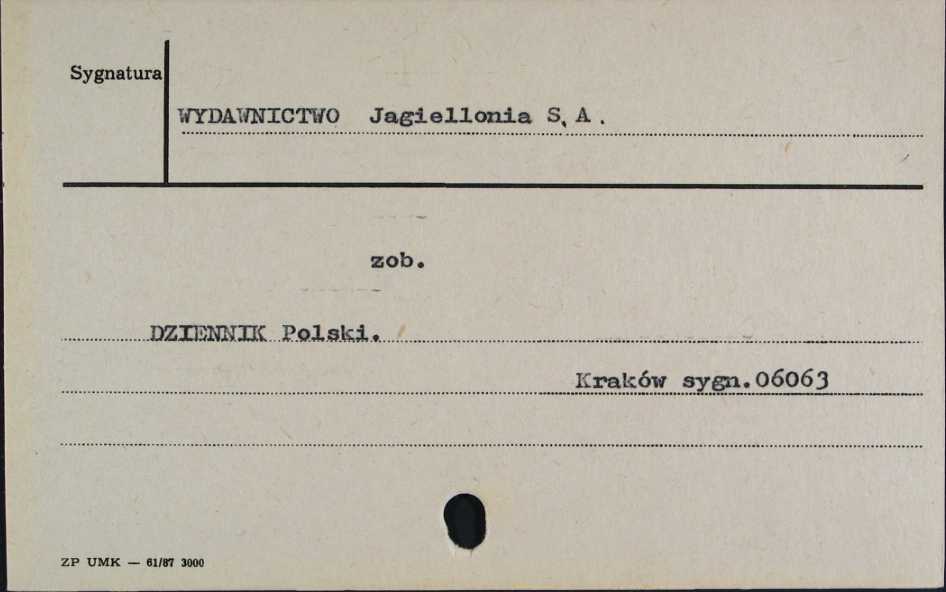 Sygnatura
WYDAWNICTWO Jagiellonia S.A.
zob.
DZIENNIK Polski.
Kraków sygn.06063
ZP UMK — 61/87 3000